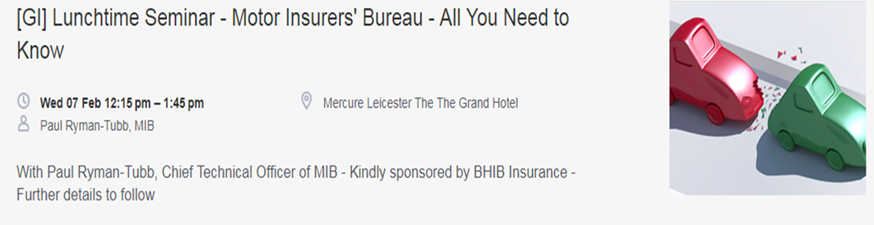 [GI] Lunchtime Seminar - Motor Insurers' Bureau - All You Need to
Know
Wed 07 Feb 12:15 pm – 1:45 pm
Mercure Leicester The The Grand Hotel
Paul Ryman-Tubb, MIB
With Paul Ryman-Tubb, Chief Technical Officer of MIB - Kindly sponsored by BHIB Insurance -
Further details to follow